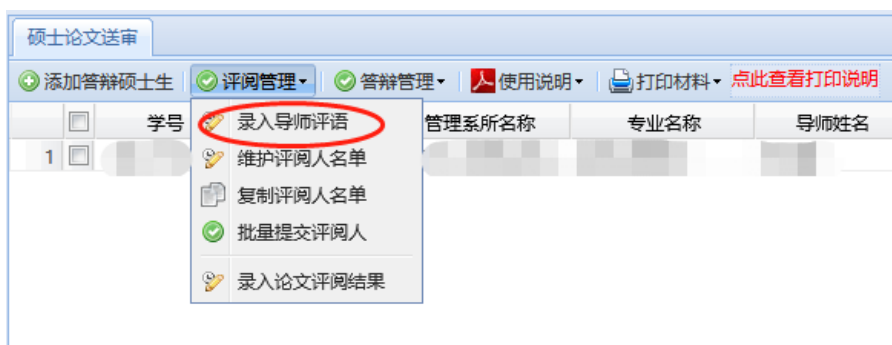 硕士论文送审
添加答辩硕士生 评阅管理 答辩管理 使用说明 打印材料 点此查看打印说明
学号 管理系所名称 专业名称 导师姓名
1
录入导师评语
维护评阅人名单
复制评阅人名单
批量提交评阅人
录入论文评阅结果